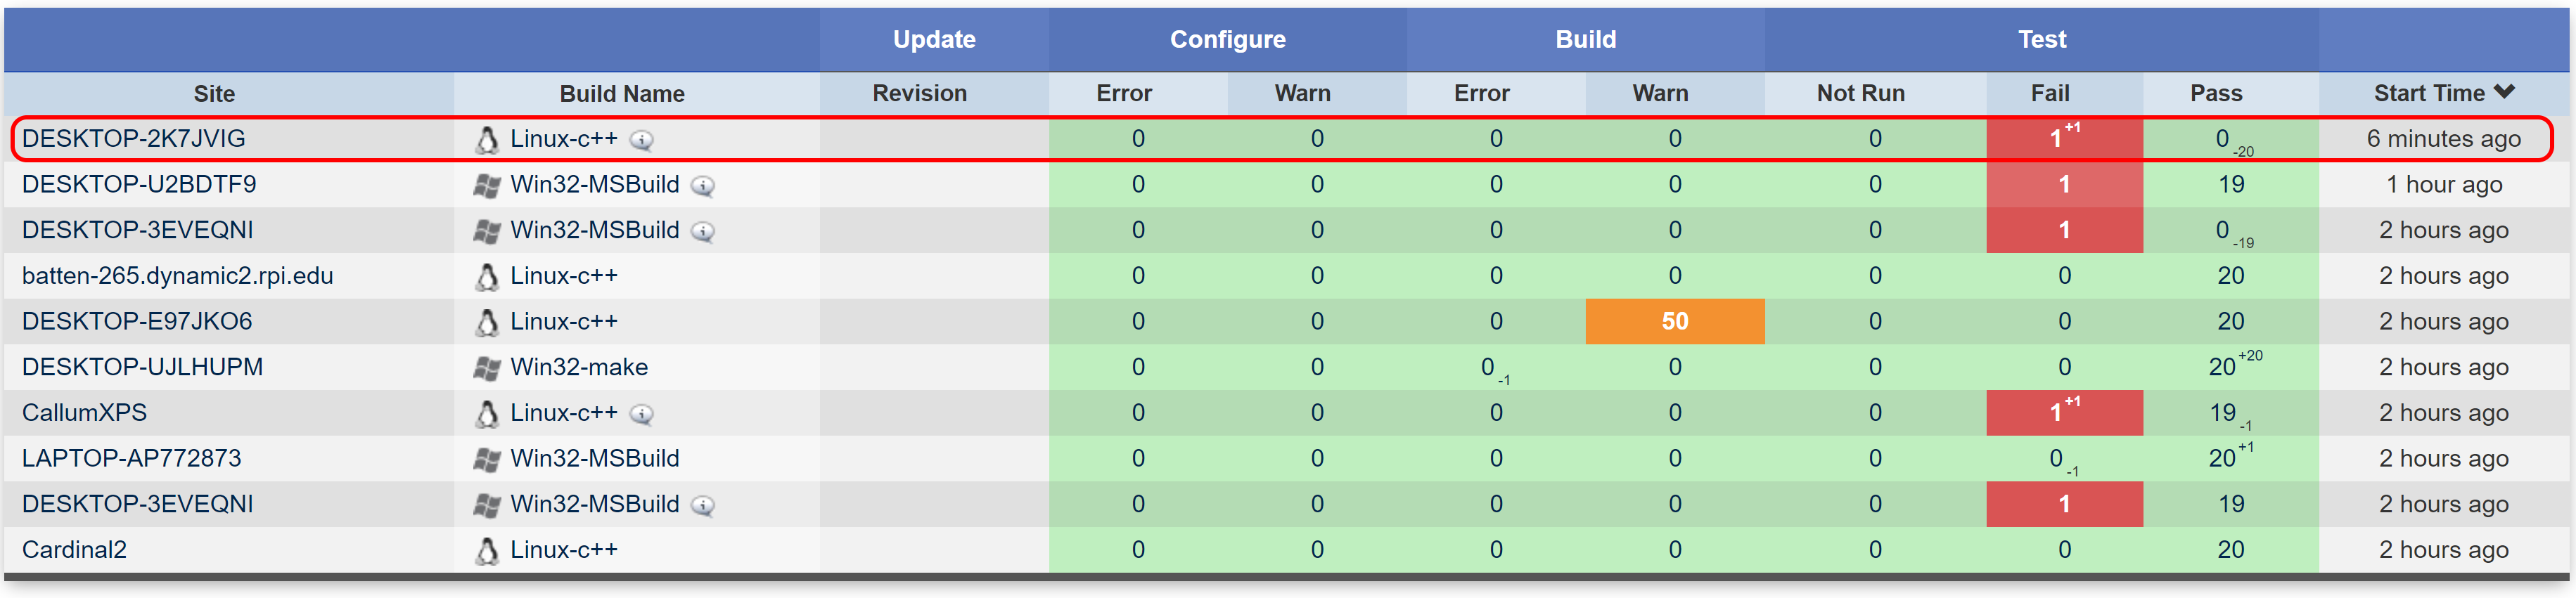 Update Configure Build Test
Site Build Name Revision Error Warn Error Warn Not Run Fail Pass Start Time
DESKTOP-2K7JVIG Linux-c++ 0 0 0 0 0 1 +1 0 -20 6 minutes ago
DESKTOP-U2BDTF9 Win32-MSBuild 0 0 0 0 0 1 19 1 hour ago
DESKTOP-3EVEQNI Win32-MSBuild 0 0 0 0 0 1 0 -19 2 hours ago
batten-265.dynamic2.rpi.edu Linux-c++ 0 0 0 0 0 0 20 2 hours ago
DESKTOP-E97JKO6 Linux-c++ 0 0 0 50 0 0 20 2 hours ago
DESKTOP-UJLHUPM Win32-make 0 0 0 -1 0 0 0 20 +20 2 hours ago
CallumXPS Linux-c++ 0 0 0 0 0 1 +1 19 -1 2 hours ago
LAPTOP-AP772873 Win32-MSBuild 0 0 0 0 0 0 -1 20 +1 2 hours ago
DESKTOP-3EVEQNI Win32-MSBuild 0 0 0 0 0 1 19 2 hours ago
Cardinal2 Linux-c++ 0 0 0 0 0 0 20 2 hours ago